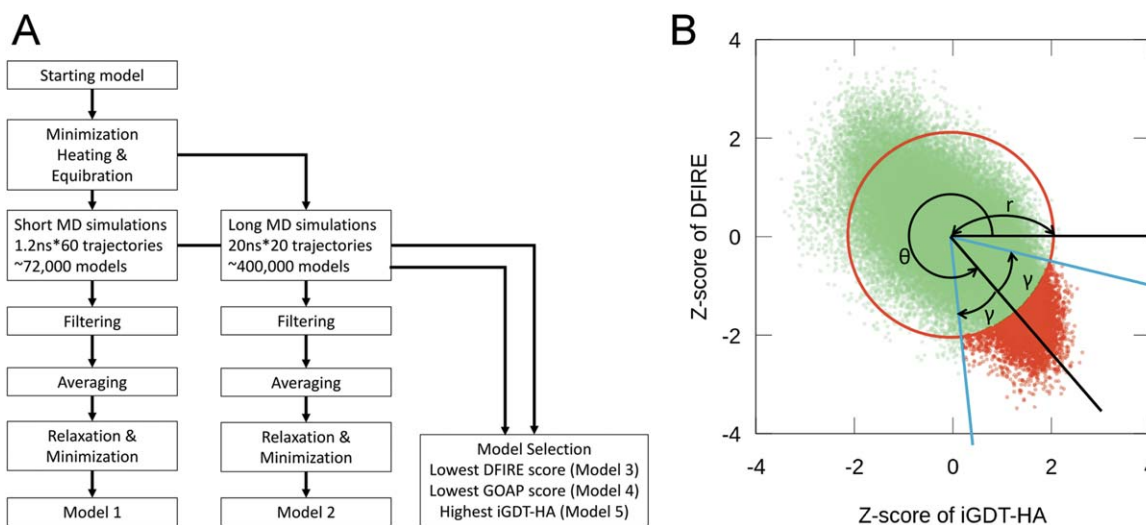 A
Starting model
Minimization
Heating &
Equibration
Short MD simulations
1.2ns*60 trajectories
~72,000 models
Long MD simulations
20ns*20 trajectories
~400,000 models
Filtering
Filtering
Averaging
Averaging
Relaxation &
Minimization
Relaxation &
Minimization
Model 1
Model 2
Model Selection
Lowest DFIRE score (Model 3)
Lowest GOAP score (Model 4)
Highest iGDT-HA (Model 5)
B
Z-score of DFIRE
4
2
0
-2
-4
r
θ
γ
γ
-4
-2
0
2
4
Z-score of iGDT-HA